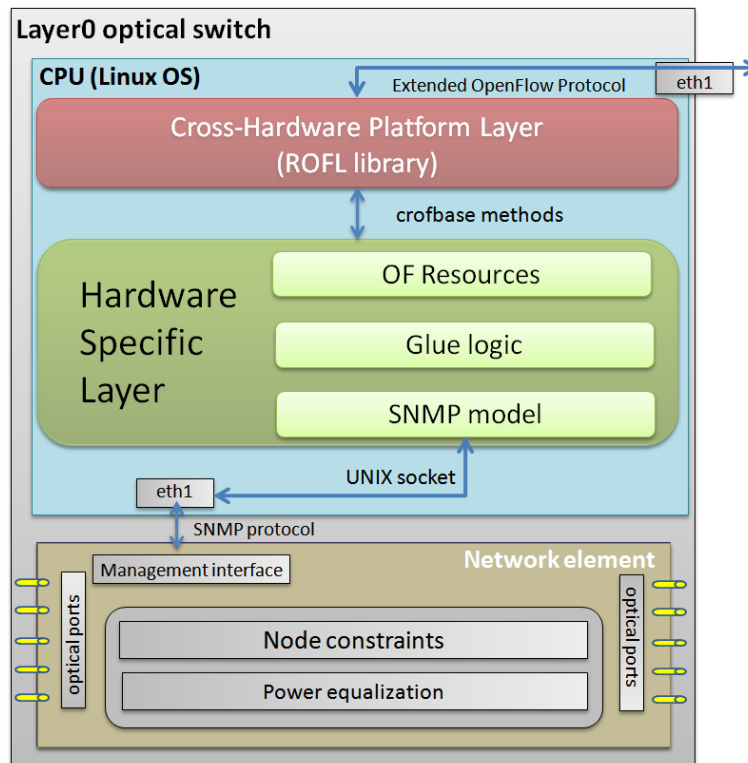 Layer0 optical switch
CPU (Linux OS)
Extended OpenFlow Protocol
eth1
Cross-Hardware Platform Layer
(ROFL library)
crofbase methods
Hardware
Specific
Layer
OF Resources
Glue logic
SNMP model
UNIX socket
eth1
SNMP protocol
Network element
Management interface
optical ports
Node constraints
Power equalization
optical ports